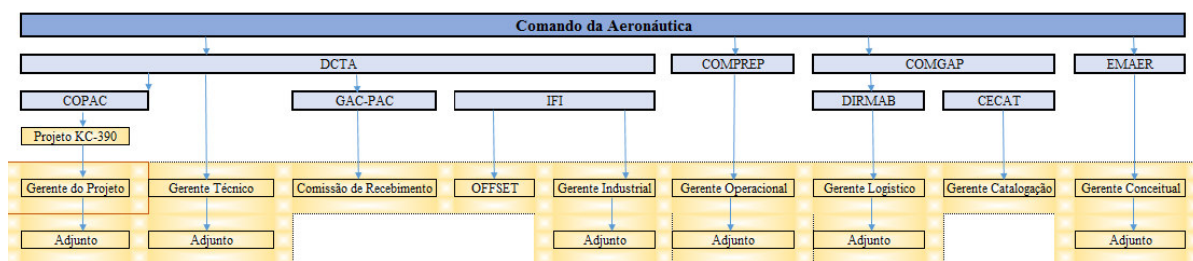 Comando da Aeronáutica
DCTA COMPREP COMGAP EMAER
COPAC GAC-PAC IFI DIRMAB CECAT
Projeto KC-390
Gerente do Projeto Gerente Técnico Comissão de Recebimento OFFSET Gerente Industrial Gerente Operacional Gerente Logístico Gerente Catalogação Gerente Conceitual
Adjunto Adjunto Adjunto Adjunto Adjunto Adjunto